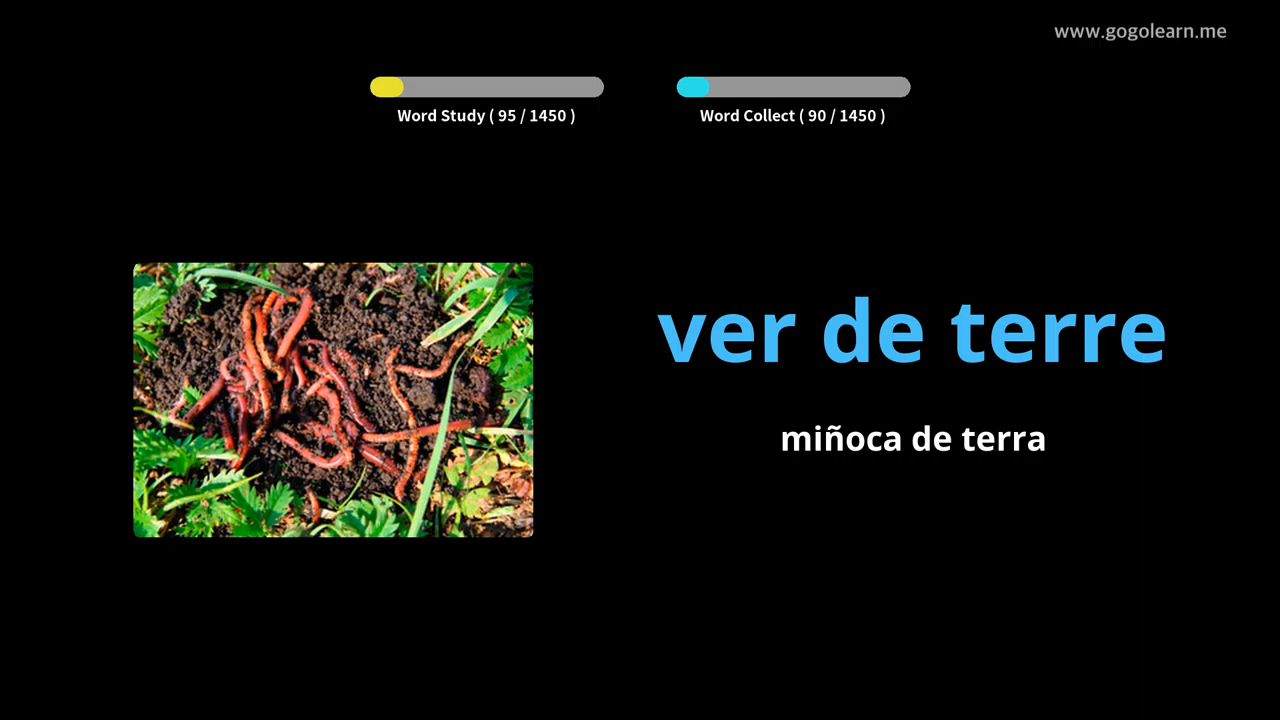 www.gogolearn.me
Word Study ( 95 / 1450 )
Word Collect ( 90 / 1450 )
ver de terre
miñoca de terra